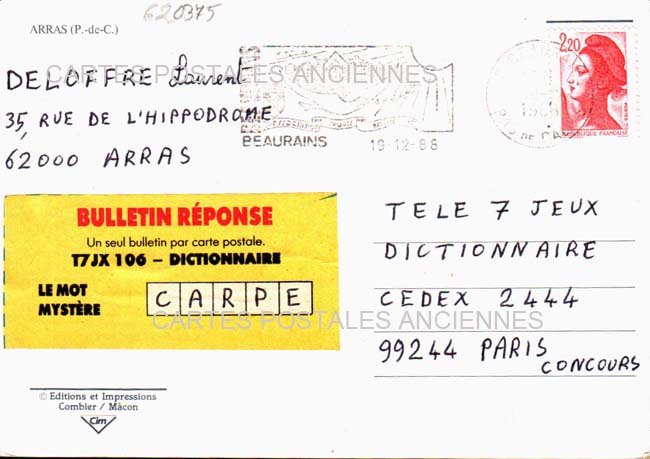 620375
ARRAS (P.-de-C.)
DELOFFRE Laurent
35, RUE DE L'HIPPODROME
62000 ARRAS
BEAURAINS
19-12-88
2,20
REPUBLIQUE FRANÇAISE
POSTES
CARTES POSTALES ANCIENNES
BULLETIN RÉPONSE
Un seul bulletin par carte postale.
T7JX 106 – DICTIONNAIRE
LE MOT
MYSTÈRE
CARPE
TELE 7 JEUX
DICTIONNAIRE
CEDEX 2444
99244 PARIS
CONCOURS
CARTES POSTALES ANCIENNES
© Editions et Impressions
Combier / Mâcon
Cim